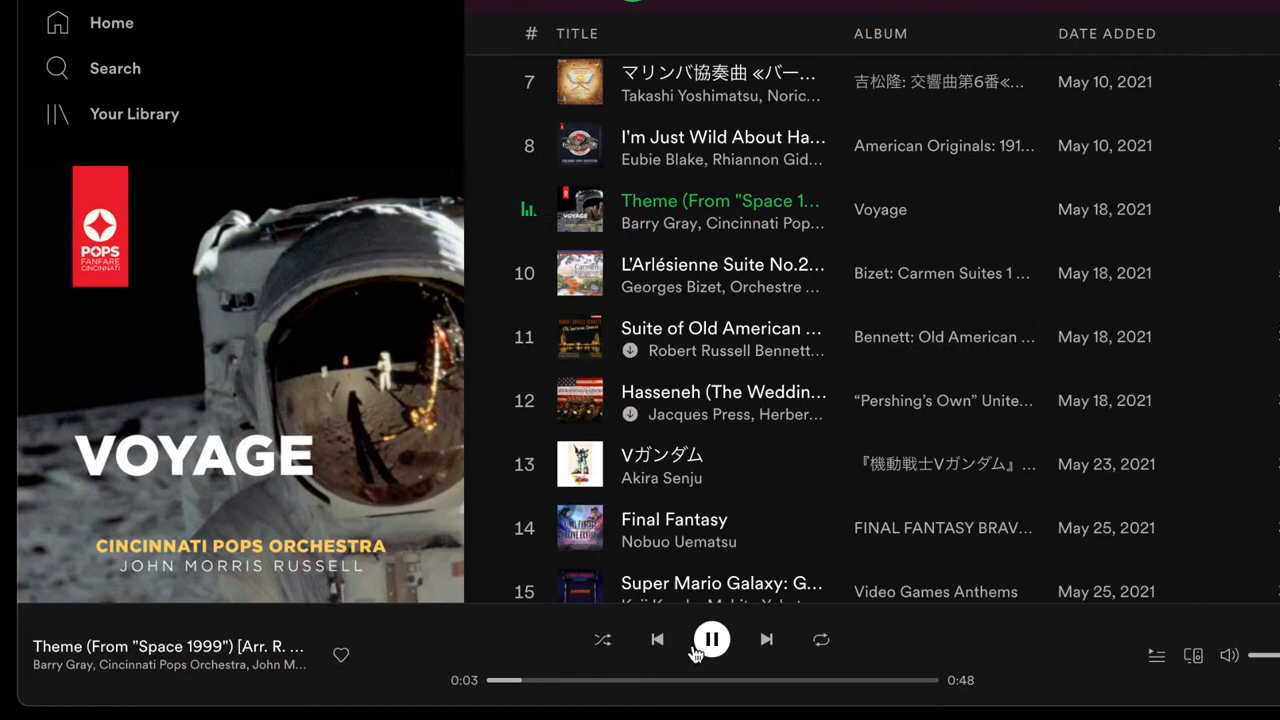 Home
Search
Your Library
POPS
FANFARE
CINCINNATI
VOYAGE
CINCINNATI POPS ORCHESTRA
JOHN MORRIS RUSSELL
# TITLE ALBUM DATE ADDED
7 マリンバ協奏曲 ≪バー... 吉松隆: 交響曲第6番≪... May 10, 2021
Takashi Yoshimatsu, Noric...
8 I'm Just Wild About Ha... American Originals: 191... May 10, 2021
Eubie Blake, Rhiannon Gid...
Theme (From "Space 1... Voyage May 18, 2021
Barry Gray, Cincinnati Pop...
10 L'Arlésienne Suite No.2... Bizet: Carmen Suites 1 ... May 18, 2021
Georges Bizet, Orchestre ...
11 Suite of Old American ... Bennett: Old American ... May 18, 2021
Robert Russell Bennett...
12 Hasseneh (The Weddin... “Pershing’s Own” Unite... May 18, 2021
Jacques Press, Herber...
13 Vガンダム 『機動戦士Vガンダム』... May 23, 2021
Akira Senju
14 Final Fantasy FINAL FANTASY BRAV... May 25, 2021
Nobuo Uematsu
15 Super Mario Galaxy: G... Video Games Anthems May 25, 2021
Theme (From "Space 1999") [Arr. R. ...
Barry Gray, Cincinnati Pops Orchestra, John M...
0:03 0:48